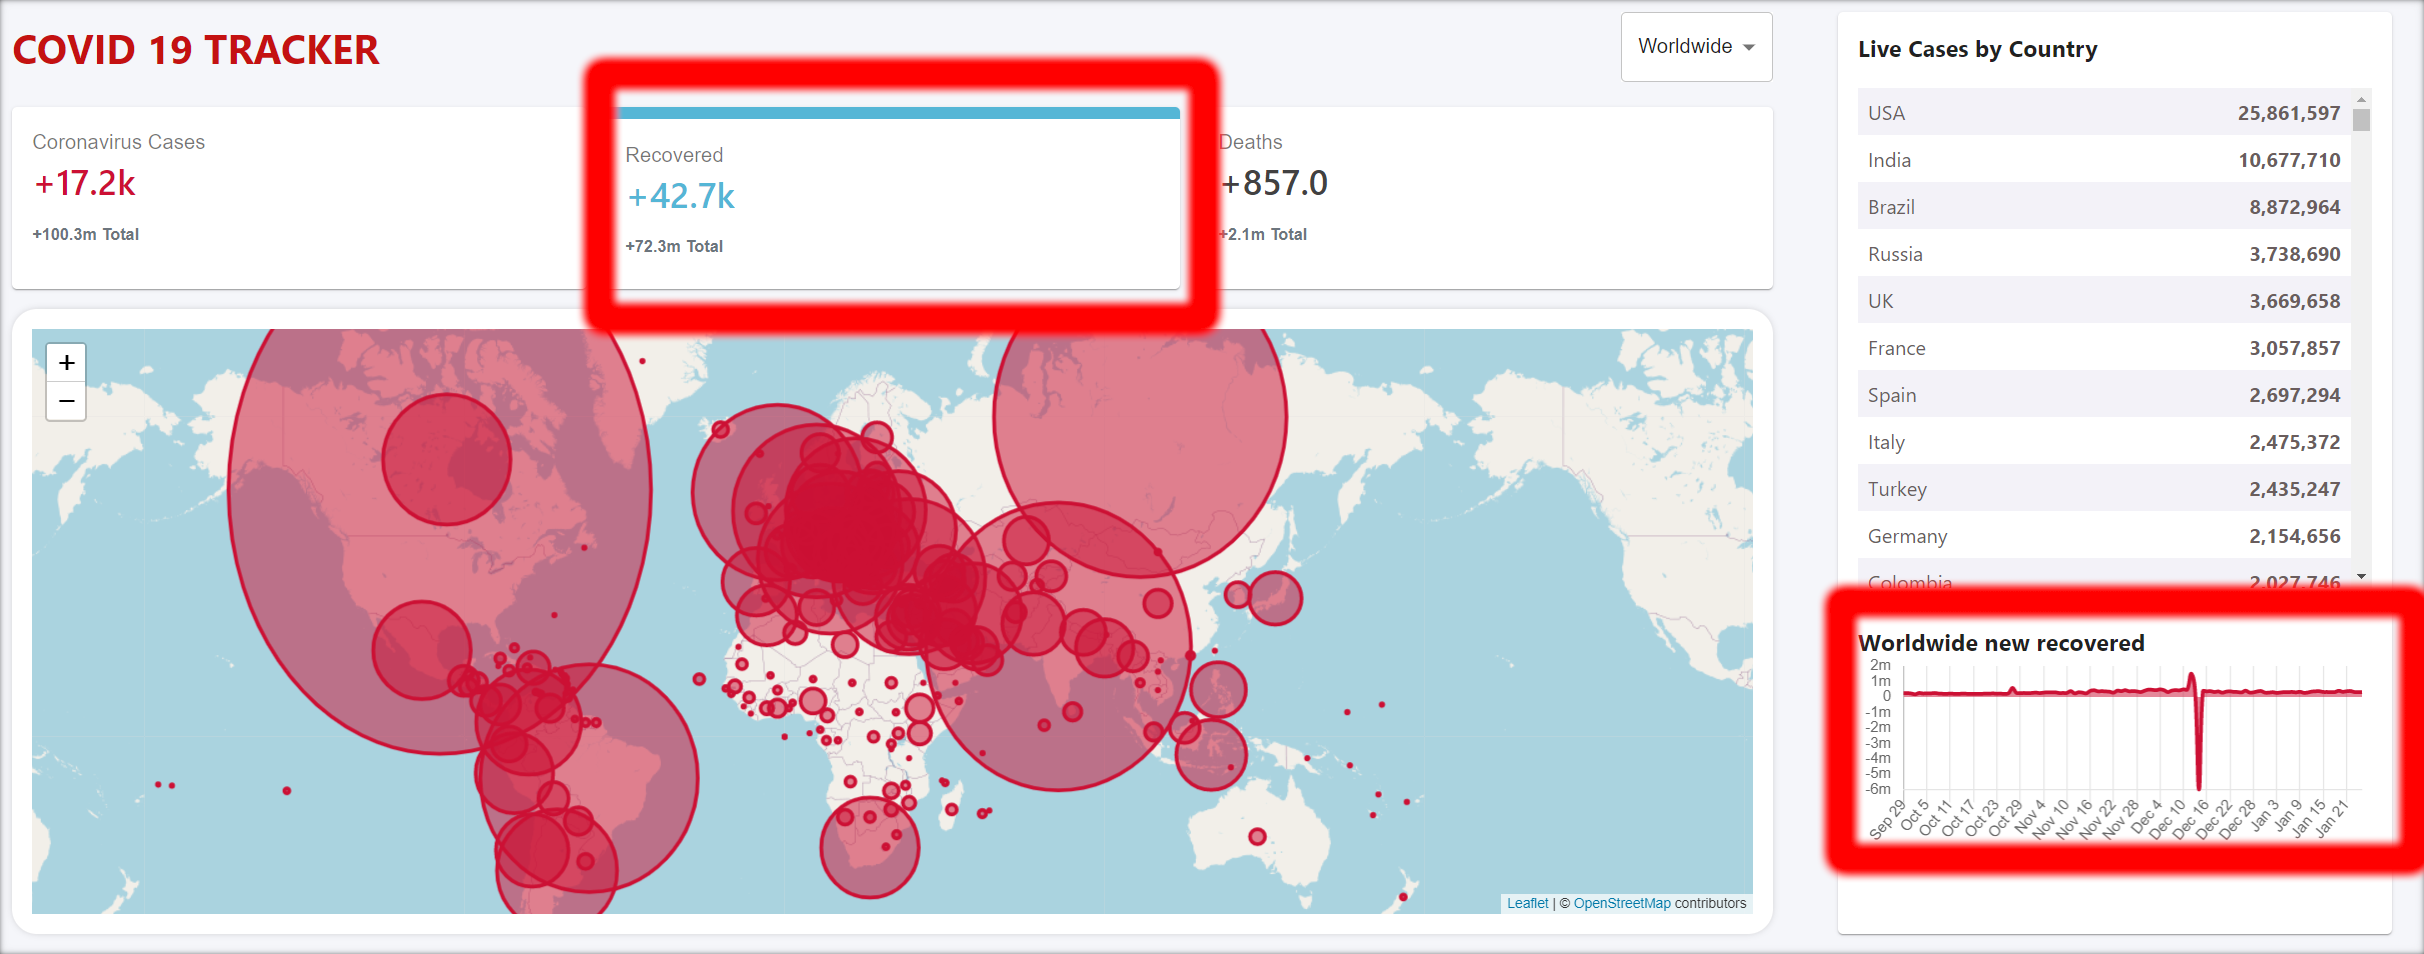 COVID 19 TRACKER
Worldwide
Coronavirus Cases
+17.2k
+100.3m Total
Recovered
+42.7k
+72.3m Total
Deaths
+857.0
+2.1m Total
+
−
Leaflet | © OpenStreetMap contributors
Live Cases by Country
USA 25,861,597
India 10,677,710
Brazil 8,872,964
Russia 3,738,690
UK 3,669,658
France 3,057,857
Spain 2,697,294
Italy 2,475,372
Turkey 2,435,247
Germany 2,154,656
Colombia 2,027,746
Worldwide new recovered
2m
1m
0
-1m
-2m
-3m
-4m
-5m
-6m
Sep 29 Oct 5 Oct 11 Oct 17 Oct 23 Oct 29 Nov 4 Nov 10 Nov 16 Nov 22 Nov 28 Dec 4 Dec 10 Dec 16 Dec 22 Dec 28 Jan 3 Jan 9 Jan 15 Jan 21